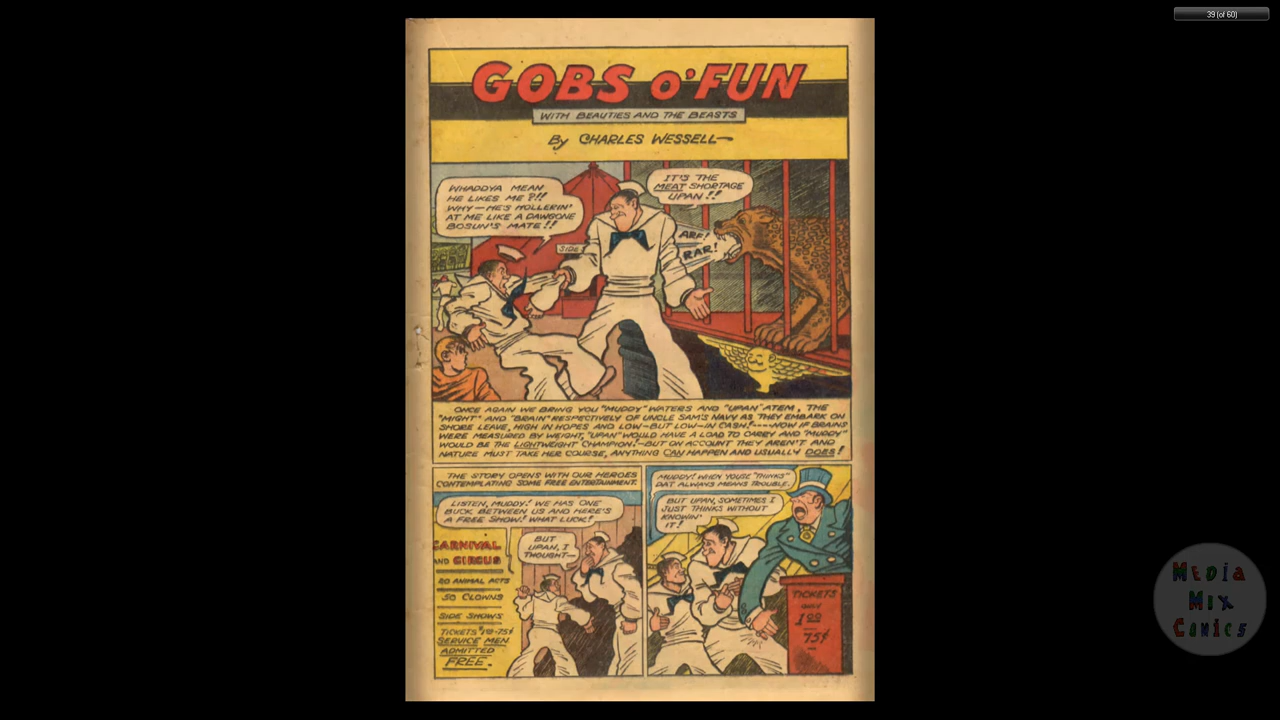 39 (of 60)
GOBS o' FUN
WITH BEAUTIES AND THE BEASTS
By CHARLES WESSELL
WHADDYA MEAN
HE LIKES ME?!!
WHY—HE'S HOLLERIN'
AT ME LIKE A DAWGONE
BOSUN'S MATE!!
IT'S THE
MEAT SHORTAGE
UPAN!!
SIDE
ARF!
RAR!
ONCE AGAIN WE BRING YOU "MUDDY" WATERS AND "UPAN" ATEM, THE
"MIGHT" AND "BRAIN" RESPECTIVELY OF UNCLE SAM'S NAVY AS THEY EMBARK ON
SHORE LEAVE, HIGH IN HOPES AND LOW—BUT LOW—IN CASH!----NOW IF BRAINS
WERE MEASURED BY WEIGHT, "UPAN" WOULD HAVE A LOAD TO CARRY AND "MUDDY"
WOULD BE THE LIGHTWEIGHT CHAMPION!—BUT ON ACCOUNT THEY AREN'T AND
NATURE MUST TAKE HER COURSE, ANYTHING CAN HAPPEN AND USUALLY DOES!
THE STORY OPENS WITH OUR HEROES
CONTEMPLATING SOME FREE ENTERTAINMENT.
LISTEN, MUDDY! WE HAS ONE
BUCK BETWEEN US AND HERE'S
A FREE SHOW! WHAT LUCK!
BUT
UPAN, I
THOUGHT—
CARNIVAL
AND CIRCUS
20 ANIMAL ACTS
50 CLOWNS
SIDE SHOWS
TICKETS $1.00-75¢
SERVICE MEN
ADMITTED
FREE.
MUDDY! WHEN YOUSE "THINKS"
DAT ALWAYS MEANS TROUBLE.
BUT UPAN, SOMETIMES I
JUST THINKS WITHOUT
KNOWIN'
IT!
TICKETS
ONLY
1.00
75¢
Media
Mix
Comics